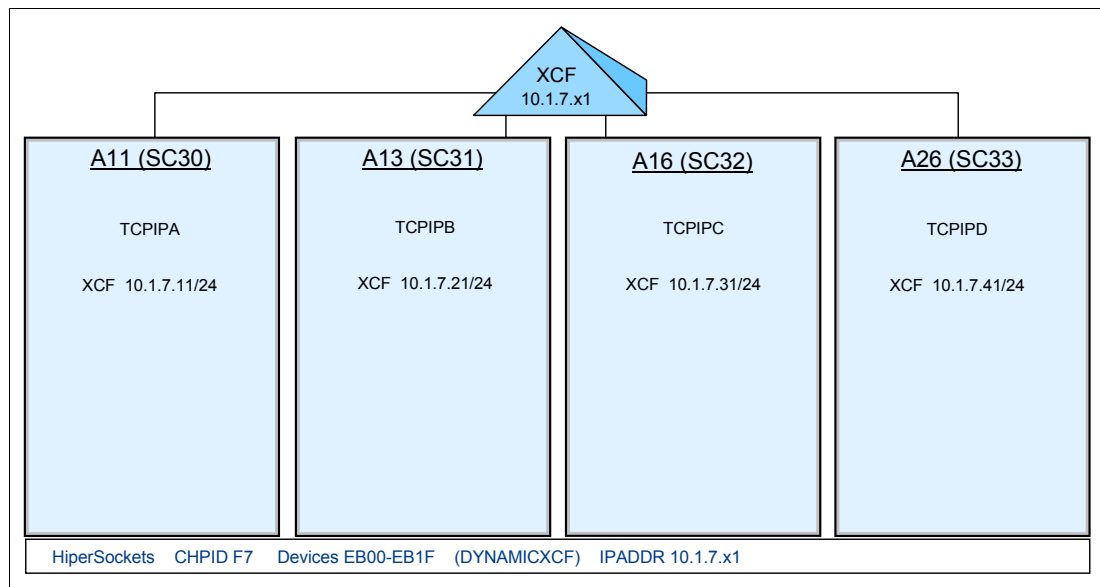 XCF
10.1.7.x1
A11 (SC30)
TCPIPA
XCF 10.1.7.11/24
A13 (SC31)
TCPIPB
XCF 10.1.7.21/24
A16 (SC32)
TCPIPC
XCF 10.1.7.31/24
A26 (SC33)
TCPIPD
XCF 10.1.7.41/24
HiperSockets CHPID F7 Devices EB00-EB1F (DYNAMICXCF) IPADDR 10.1.7.x1